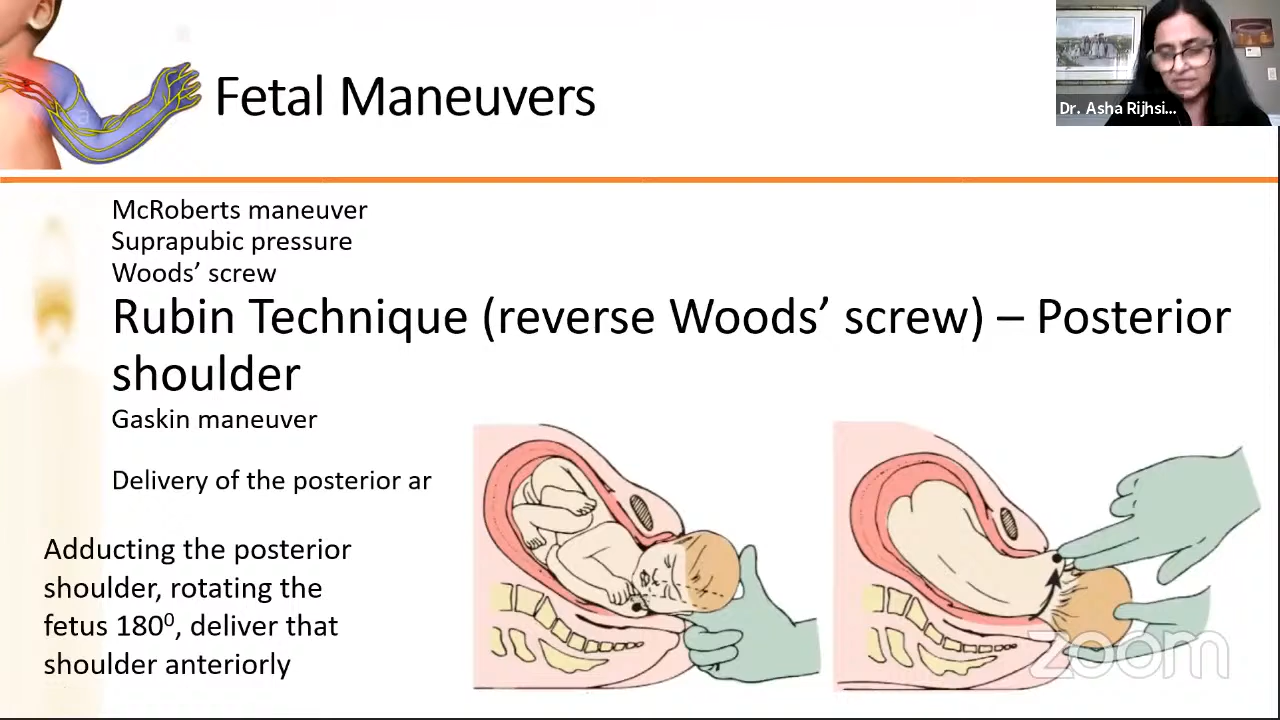 Fetal Maneuvers
Dr. Asha Rijhsi...
McRoberts maneuver
Suprapubic pressure
Woods’ screw
Rubin Technique (reverse Woods’ screw) – Posterior
shoulder
Gaskin maneuver
Delivery of the posterior ar
Adducting the posterior
shoulder, rotating the
fetus 180⁰, deliver that
shoulder anteriorly
zoom